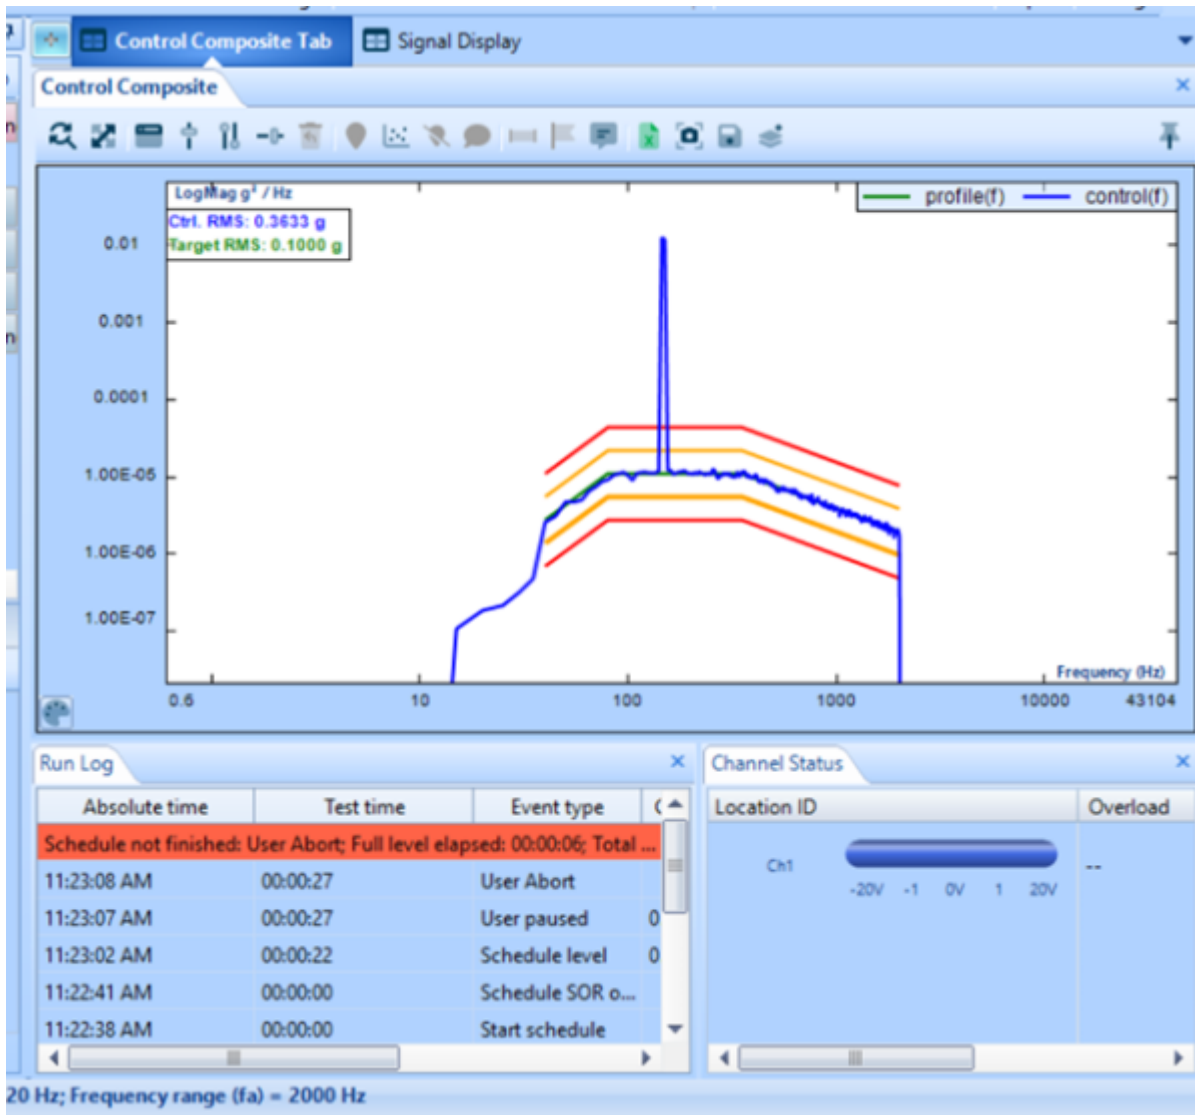 Control Composite Tab
Signal Display
Control Composite
LogMag g² / Hz
profile(f)
control(f)
Ctrl. RMS: 0.3633 g
Target RMS: 0.1000 g
0.01
0.001
0.0001
1.00E-05
1.00E-06
1.00E-07
Frequency (Hz)
0.6
10
100
1000
10000
43104
Run Log
Absolute time Test time Event type
Schedule not finished: User Abort; Full level elapsed: 00:00:06; Total ...
11:23:08 AM 00:00:27 User Abort
11:23:07 AM 00:00:27 User paused 0
11:23:02 AM 00:00:22 Schedule level 0
11:22:41 AM 00:00:00 Schedule SOR o...
11:22:38 AM 00:00:00 Start schedule
Channel Status
Location ID Overload
Ch1 --
-20V -1 0V 1 20V
20 Hz; Frequency range (fa) = 2000 Hz